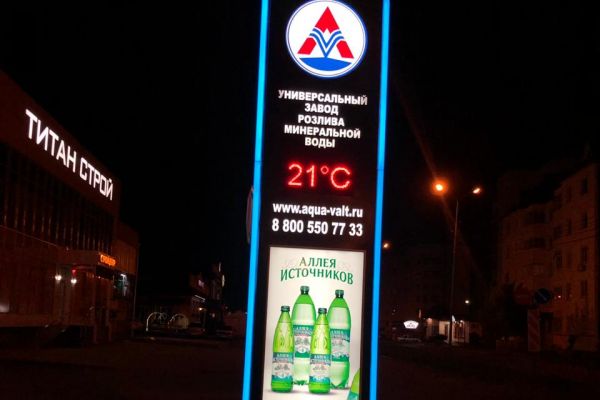 ТИТАН СТРОЙ
УНИВЕРСАЛЬНЫЙ
ЗАВОД
РОЗЛИВА
МИНЕРАЛЬНОЙ
ВОДЫ
21°C
www.aqua-valt.ru
8 800 550 77 33
АЛЛЕЯ
ИСТОЧНИКОВ